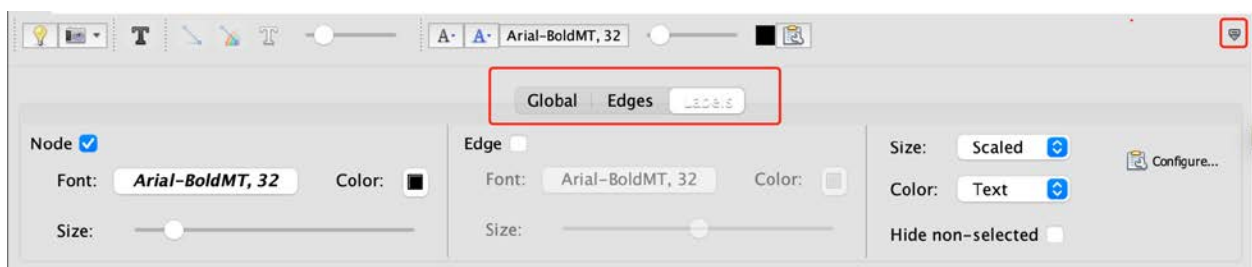 T T A- A- Arial-BoldMT, 32
Global Edges Labels
Node Edge Size: Scaled Configure...
Font: Arial-BoldMT, 32 Color: Font: Arial-BoldMT, 32 Color: Color: Text
Size: Size: Hide non-selected